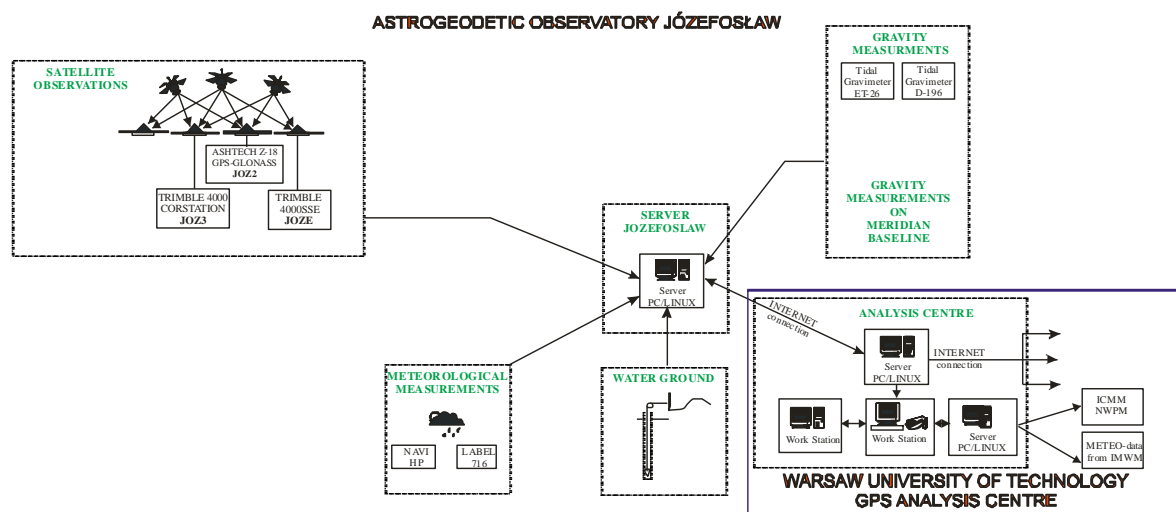 ASTROGEODETIC OBSERVATORY JÓZEFOSŁAW
SATELLITE
OBSERVATIONS
ASHTECH Z-18
GPS-GLONASS
JOZ2
TRIMBLE 4000
CORSTATION
JOZ3
TRIMBLE
4000SSE
JOZE
GRAVITY
MEASURMENTS
Tidal
Gravimeter
ET-26
Tidal
Gravimeter
D-196
GRAVITY
MEASUREMENTS
ON
MERIDIAN
BASELINE
SERVER
JOZEFOSLAW
Server
PC/LINUX
INTERNET
connection
METEOROLOGICAL
MEASUREMENTS
NAVI
HP
LABEL
716
WATER GROUND
ANALYSIS CENTRE
Server
PC/LINUX
INTERNET
connection
Work Station
Work Station
Server
PC/LINUX
ICMM
NWPM
METEO-data
from IMWM
WARSAW UNIVERSITY OF TECHNOLOGY
GPS ANALYSIS CENTRE